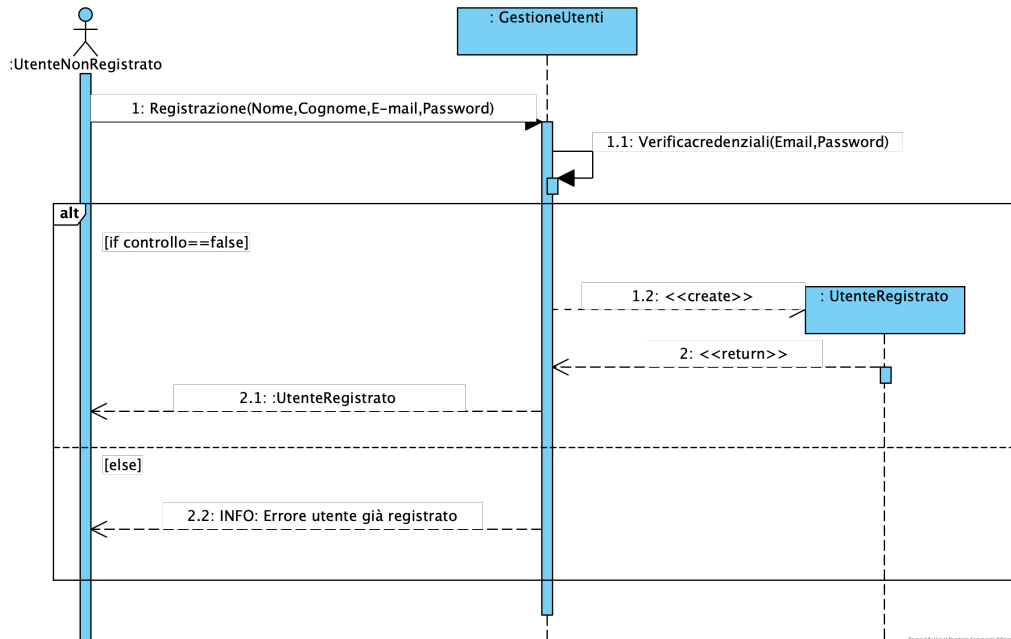 : GestioneUtenti
:UtenteNonRegistrato
1: Registrazione(Nome,Cognome,E-mail,Password)
1.1: Verificacredenziali(Email,Password)
alt
[if controllo==false]
1.2: <<create>>
: UtenteRegistrato
2: <<return>>
2.1: :UtenteRegistrato
[else]
2.2: INFO: Errore utente già registrato